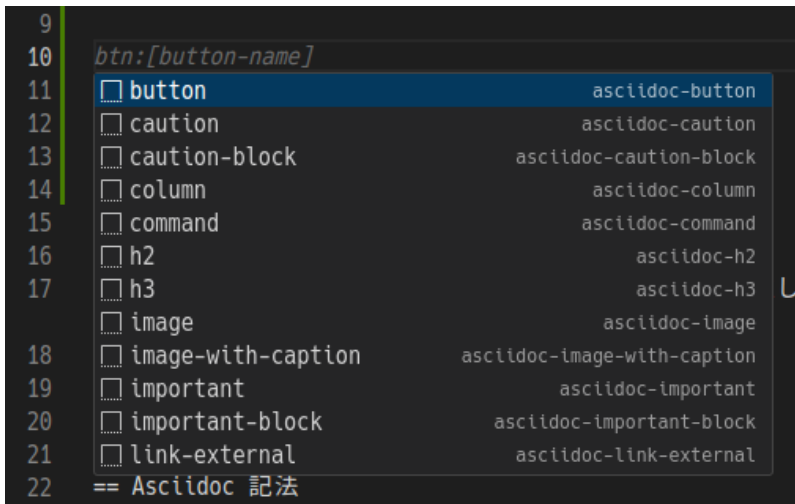 9
10 btn:[button-name]
11 button asciidoc-button
12 caution asciidoc-caution
13 caution-block asciidoc-caution-block
14 column asciidoc-column
15 command asciidoc-command
16 h2 asciidoc-h2
17 h3 asciidoc-h3 し
image asciidoc-image
18 image-with-caption asciidoc-image-with-caption
19 important asciidoc-important
20 important-block asciidoc-important-block
21 link-external asciidoc-link-external
22 == Asciidoc 記法